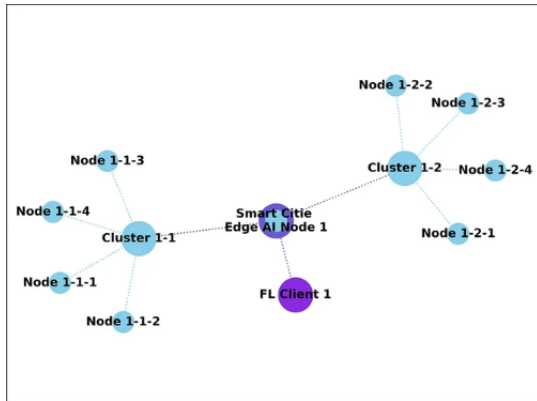 Node 1-2-2
Node 1-2-3
Node 1-1-3
Cluster 1-2
Node 1-2-4
Node 1-1-4
Smart Citie
Edge AI Node 1
Node 1-2-1
Cluster 1-1
Node 1-1-1
FL Client 1
Node 1-1-2